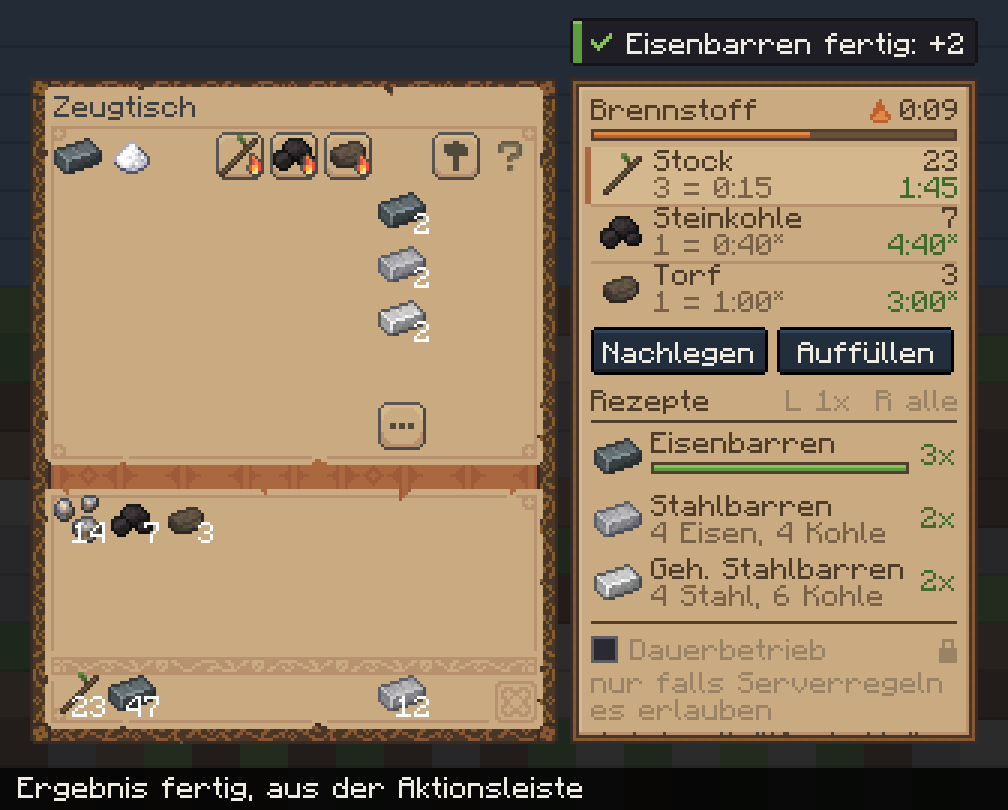 Eisenbarren fertig: +2
Zeugtisch
?
2
2
2
...
14 7 3
23 47 12
Brennstoff 0:09
Stock 23
3 = 0:15 1:45
Steinkohle 7
1 = 0:40* 4:40*
Torf 3
1 = 1:00* 3:00*
Nachlegen Auffüllen
Rezepte L 1x R alle
Eisenbarren 3x
Stahlbarren 2x
4 Eisen, 4 Kohle
Geh. Stahlbarren 2x
4 Stahl, 6 Kohle
Dauerbetrieb
nur falls Serverregeln
es erlauben
Ergebnis fertig, aus der Aktionsleiste